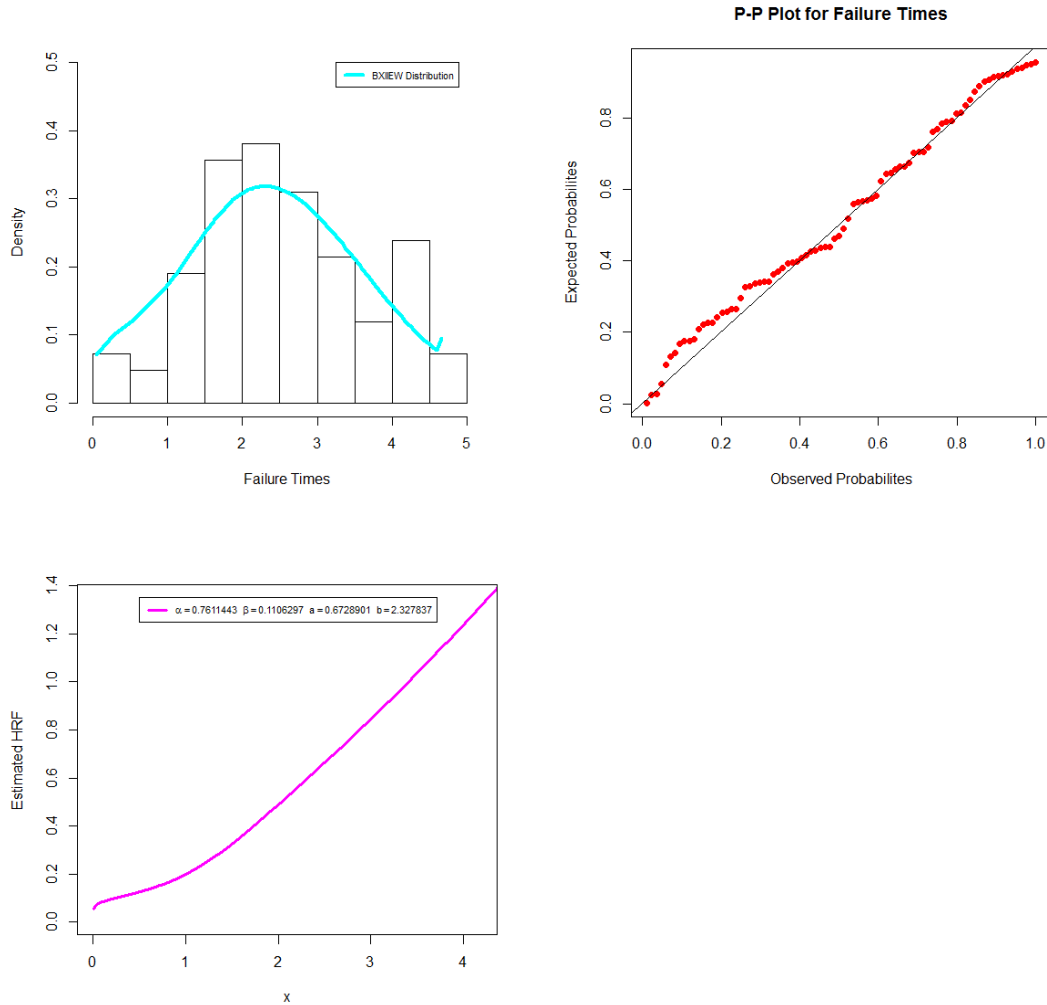 P-P Plot for Failure Times
0.5
0.4
0.3
0.2
0.1
0.0
Density
BXIIEW Distribution
0 1 2 3 4 5
Failure Times
0.8
0.6
0.4
0.2
0.0
Expected Probabilities
0.0 0.2 0.4 0.6 0.8 1.0
Observed Probabilites
1.4
1.2
1.0
0.8
0.6
0.4
0.2
0.0
Estimated HRF
α = 0.7611443 β = 0.1106297 a = 0.6728901 b = 2.327837
0 1 2 3 4
x